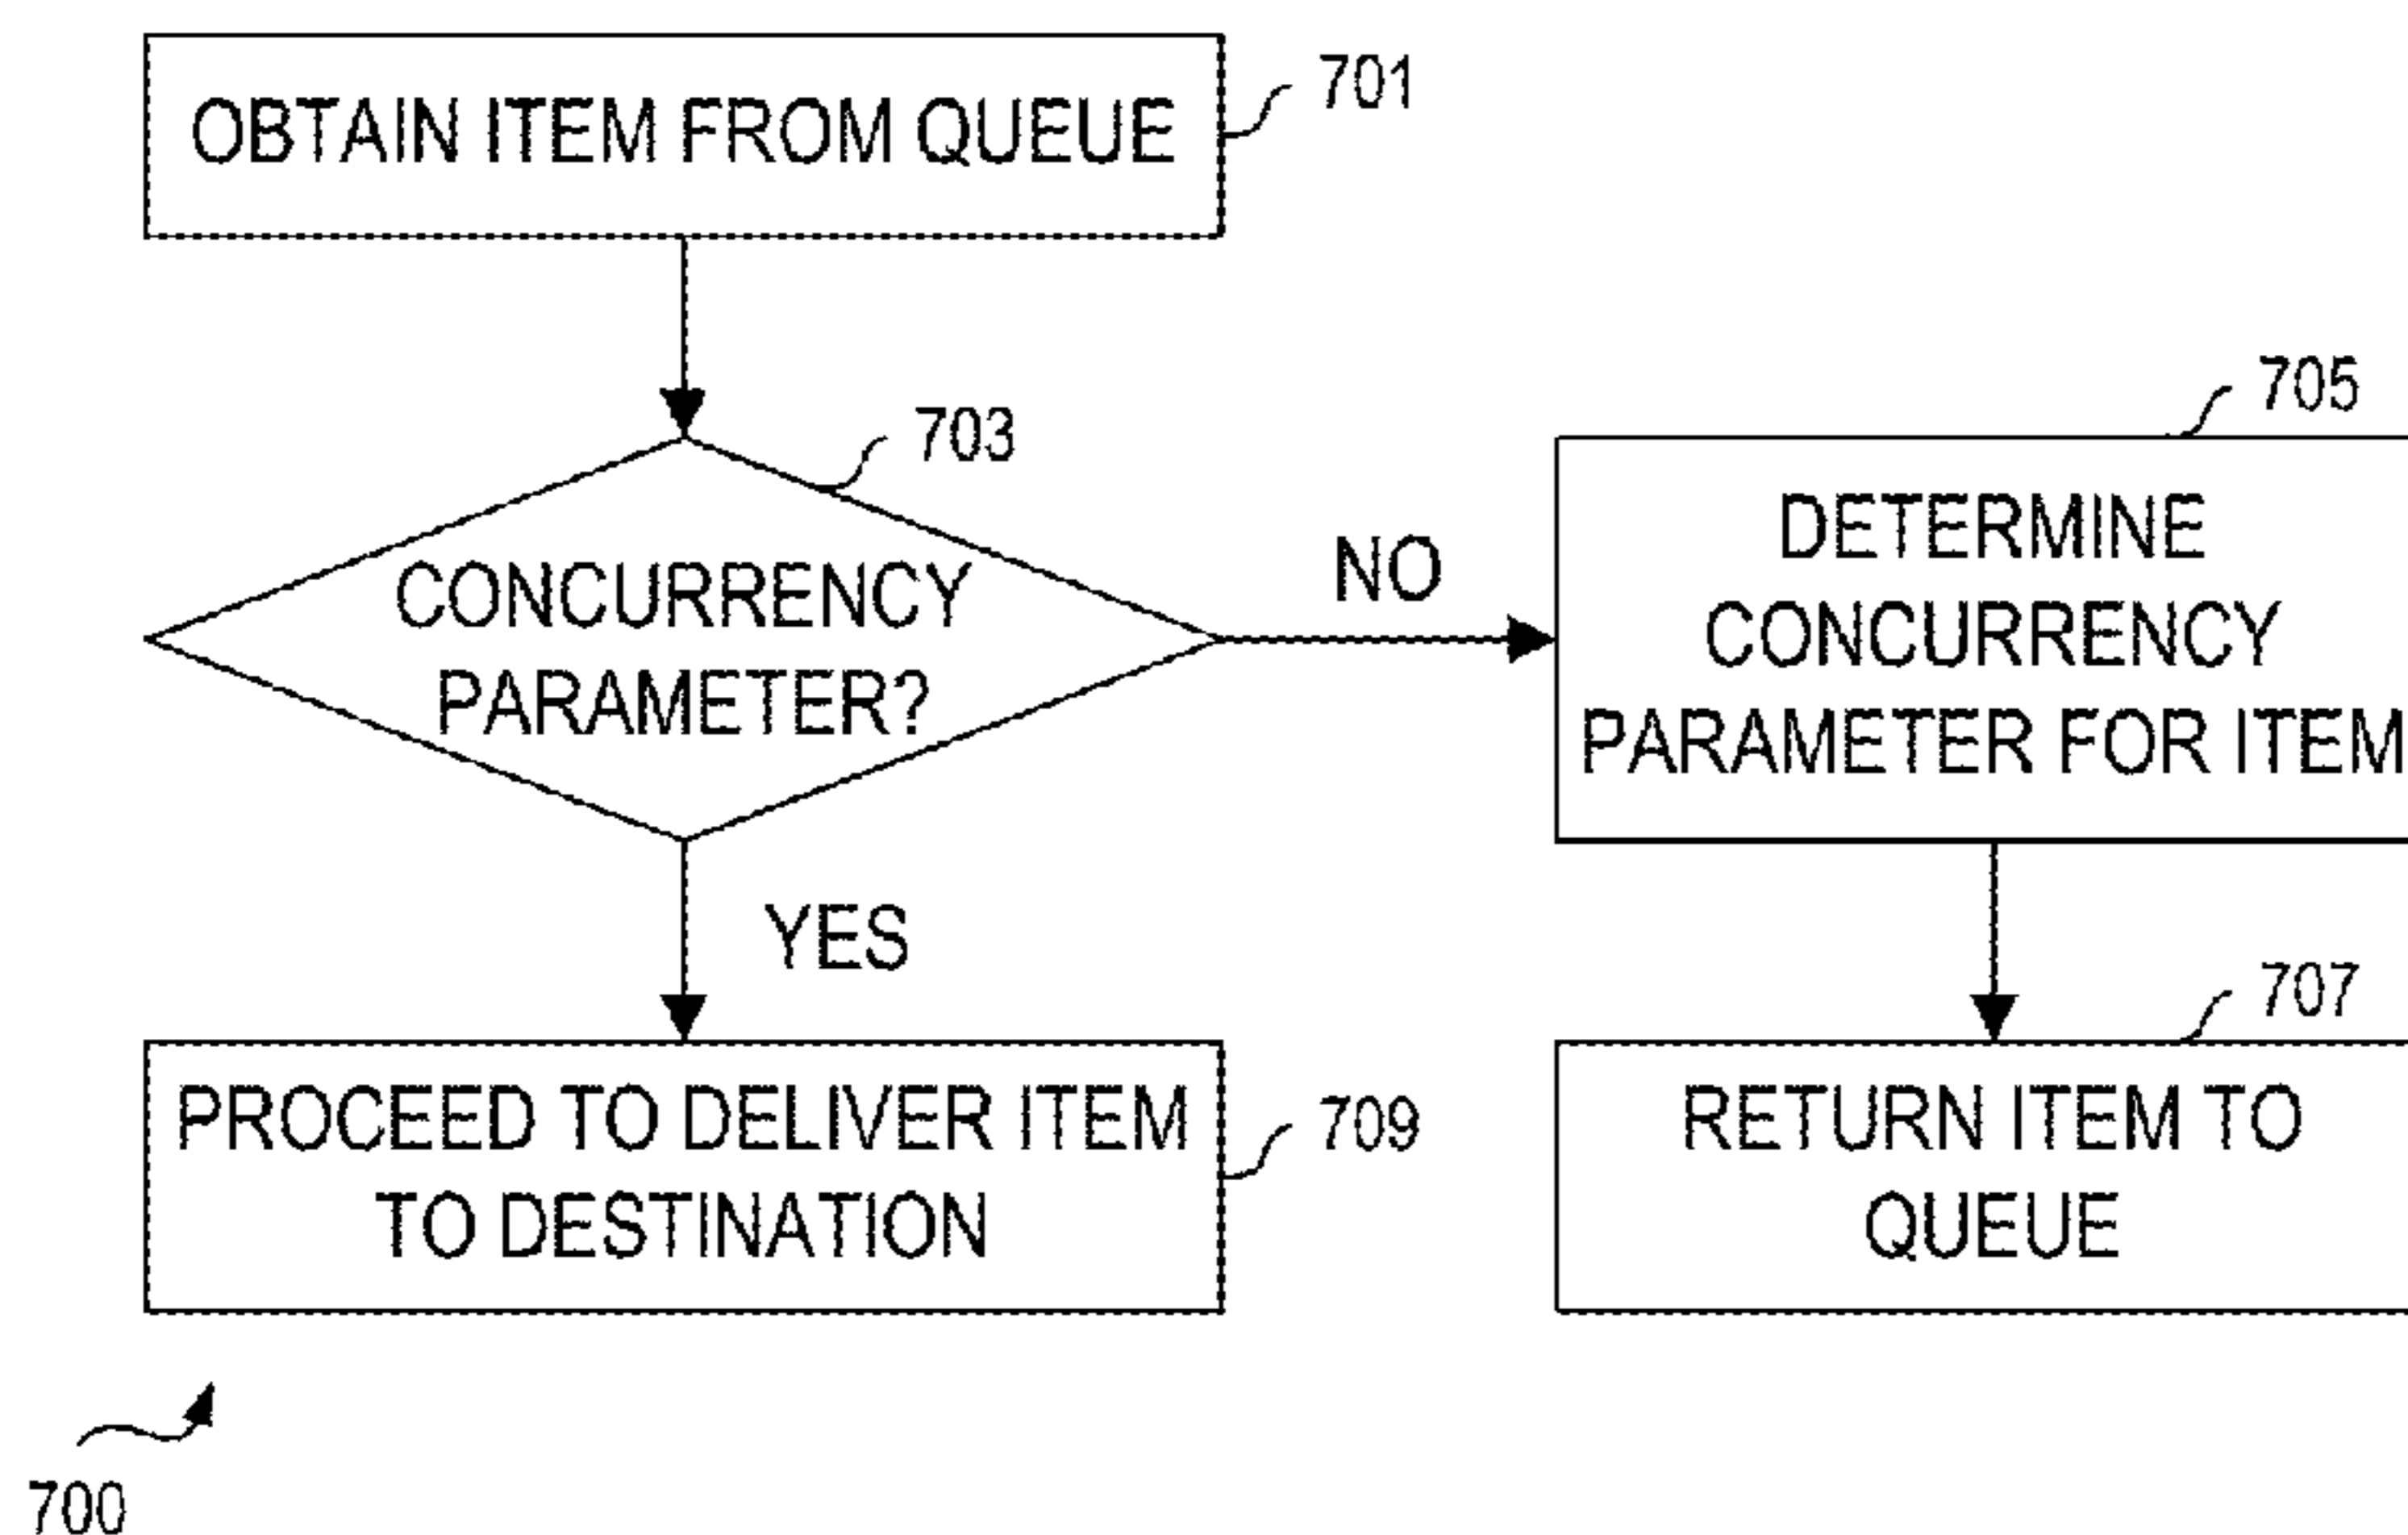 OBTAIN ITEM FROM QUEUE
701
703
CONCURRENCY
PARAMETER?
NO
705
DETERMINE
CONCURRENCY
PARAMETER FOR ITEM
YES
707
RETURN ITEM TO
QUEUE
PROCEED TO DELIVER ITEM
TO DESTINATION
709
700